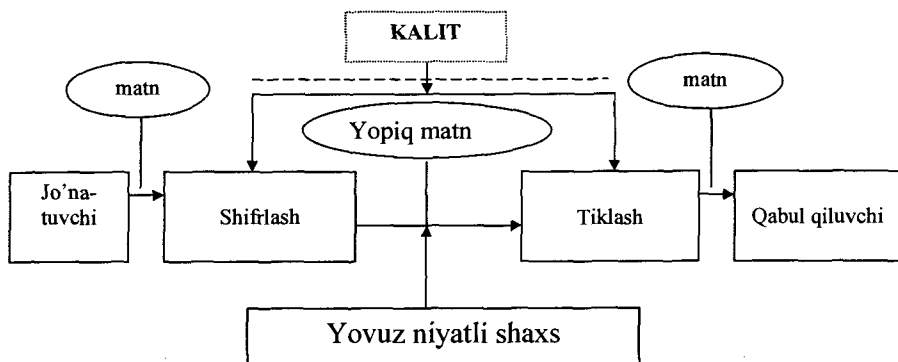 KALIT
matn
matn
Yopiq matn
Jo’na-
tuvchi
Shifrlash
Tiklash
Qabul qiluvchi
Yovuz niyatli shaxs